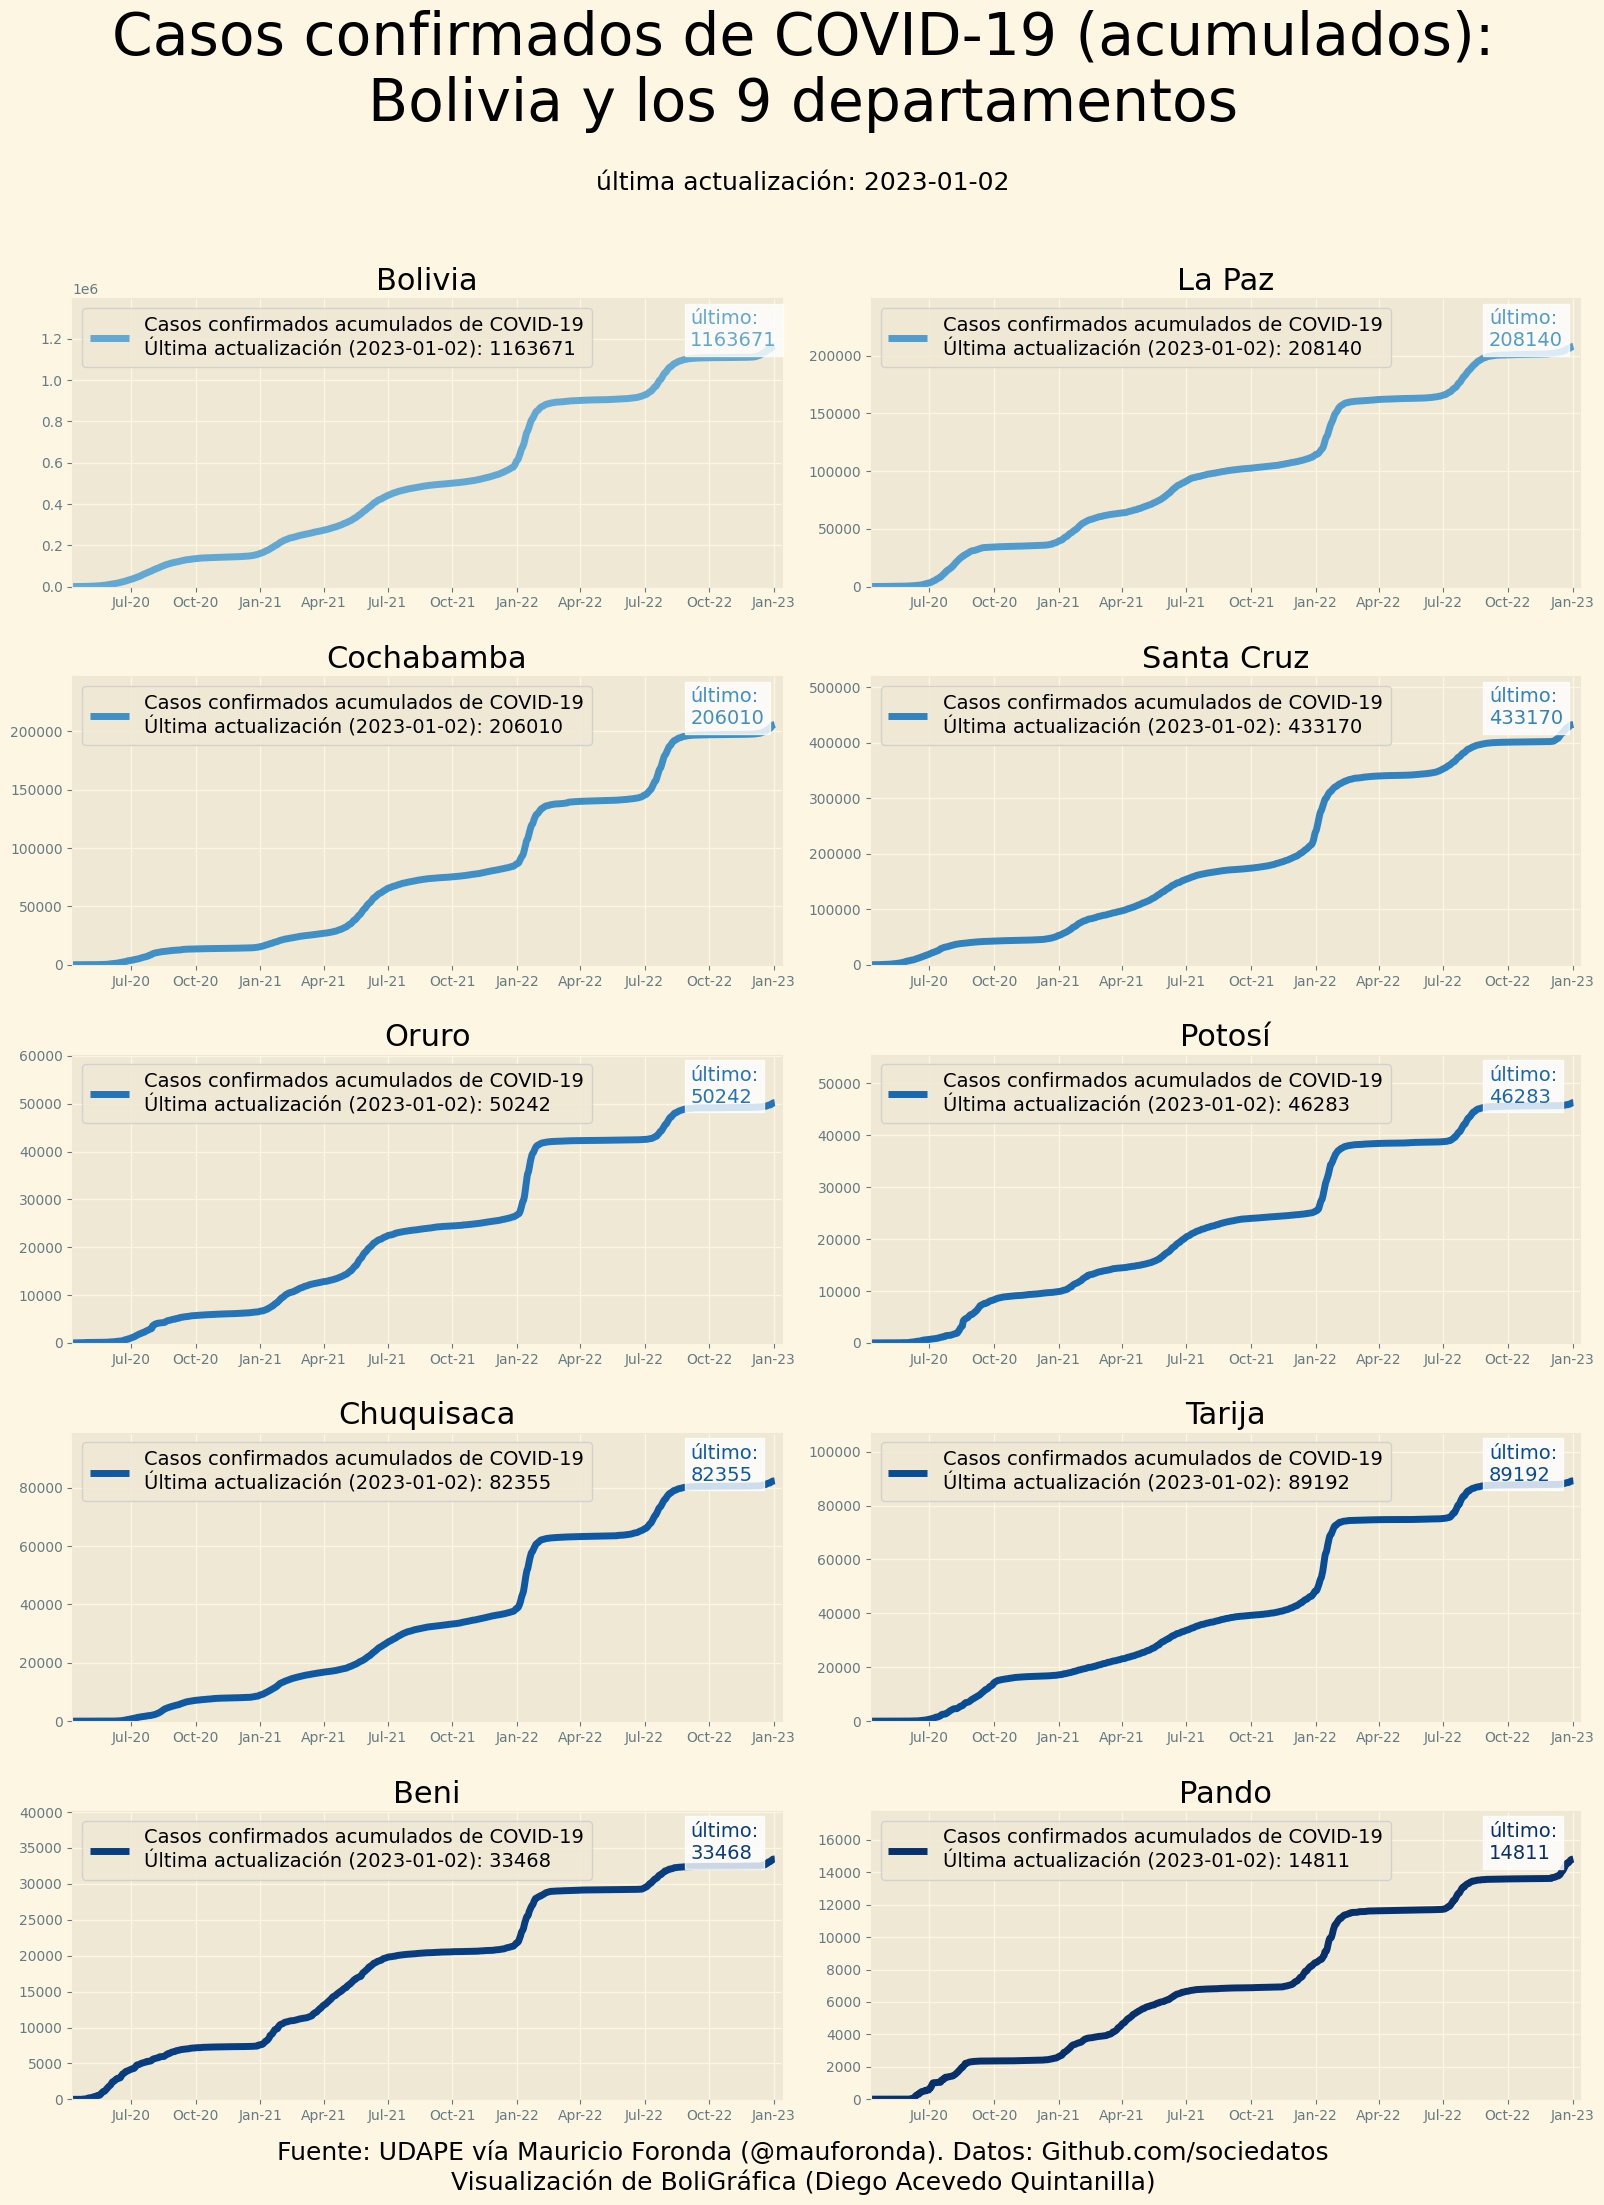 Casos confirmados de COVID-19 (acumulados):
Bolivia y los 9 departamentos
última actualización: 2023-01-02
Bolivia
1e6
Casos confirmados acumulados de COVID-19
Última actualización (2023-01-02): 1163671
último:
1163671
1.2
1.0
0.8
0.6
0.4
0.2
0.0
Jul-20 Oct-20 Jan-21 Apr-21 Jul-21 Oct-21 Jan-22 Apr-22 Jul-22 Oct-22 Jan-23
La Paz
Casos confirmados acumulados de COVID-19
Última actualización (2023-01-02): 208140
último:
208140
200000
150000
100000
50000
0
Jul-20 Oct-20 Jan-21 Apr-21 Jul-21 Oct-21 Jan-22 Apr-22 Jul-22 Oct-22 Jan-23
Cochabamba
Casos confirmados acumulados de COVID-19
Última actualización (2023-01-02): 206010
último:
206010
200000
150000
100000
50000
0
Jul-20 Oct-20 Jan-21 Apr-21 Jul-21 Oct-21 Jan-22 Apr-22 Jul-22 Oct-22 Jan-23
Santa Cruz
Casos confirmados acumulados de COVID-19
Última actualización (2023-01-02): 433170
último:
433170
500000
400000
300000
200000
100000
0
Jul-20 Oct-20 Jan-21 Apr-21 Jul-21 Oct-21 Jan-22 Apr-22 Jul-22 Oct-22 Jan-23
Oruro
Casos confirmados acumulados de COVID-19
Última actualización (2023-01-02): 50242
último:
50242
60000
50000
40000
30000
20000
10000
0
Jul-20 Oct-20 Jan-21 Apr-21 Jul-21 Oct-21 Jan-22 Apr-22 Jul-22 Oct-22 Jan-23
Potosí
Casos confirmados acumulados de COVID-19
Última actualización (2023-01-02): 46283
último:
46283
50000
40000
30000
20000
10000
0
Jul-20 Oct-20 Jan-21 Apr-21 Jul-21 Oct-21 Jan-22 Apr-22 Jul-22 Oct-22 Jan-23
Chuquisaca
Casos confirmados acumulados de COVID-19
Última actualización (2023-01-02): 82355
último:
82355
80000
60000
40000
20000
0
Jul-20 Oct-20 Jan-21 Apr-21 Jul-21 Oct-21 Jan-22 Apr-22 Jul-22 Oct-22 Jan-23
Tarija
Casos confirmados acumulados de COVID-19
Última actualización (2023-01-02): 89192
último:
89192
100000
80000
60000
40000
20000
0
Jul-20 Oct-20 Jan-21 Apr-21 Jul-21 Oct-21 Jan-22 Apr-22 Jul-22 Oct-22 Jan-23
Beni
Casos confirmados acumulados de COVID-19
Última actualización (2023-01-02): 33468
último:
33468
40000
35000
30000
25000
20000
15000
10000
5000
0
Jul-20 Oct-20 Jan-21 Apr-21 Jul-21 Oct-21 Jan-22 Apr-22 Jul-22 Oct-22 Jan-23
Pando
Casos confirmados acumulados de COVID-19
Última actualización (2023-01-02): 14811
último:
14811
16000
14000
12000
10000
8000
6000
4000
2000
0
Jul-20 Oct-20 Jan-21 Apr-21 Jul-21 Oct-21 Jan-22 Apr-22 Jul-22 Oct-22 Jan-23
Fuente: UDAPE vía Mauricio Foronda (@mauforonda). Datos: Github.com/sociedatos
Visualización de BoliGráfica (Diego Acevedo Quintanilla)